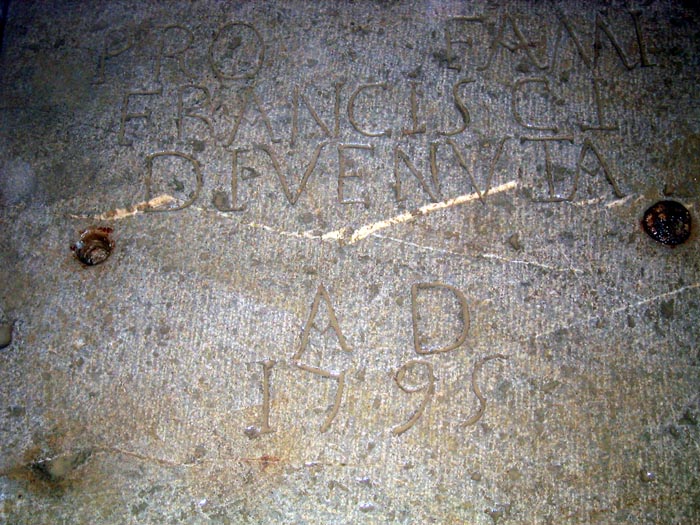 PRO FAMI
FRANCISCI
DIVENVTA
A D
1795